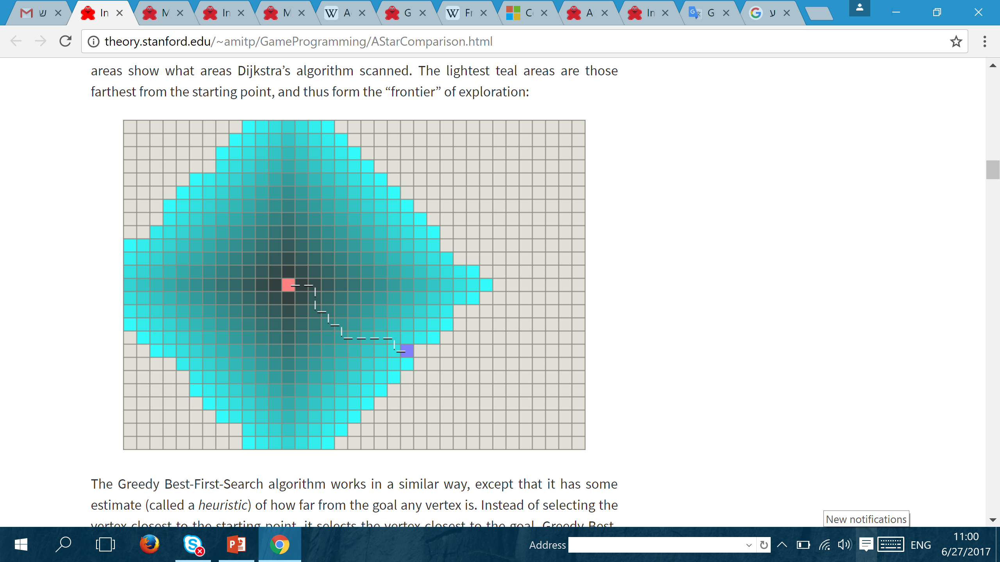 ש In M In M A G Fr C A In G ע
theory.stanford.edu/~amitp/GameProgramming/AStarComparison.html
areas show what areas Dijkstra’s algorithm scanned. The lightest teal areas are those
farthest from the starting point, and thus form the “frontier” of exploration:
The Greedy Best-First-Search algorithm works in a similar way, except that it has some
estimate (called a heuristic) of how far from the goal any vertex is. Instead of selecting the
vertex closest to the starting point, it selects the vertex closest to the goal. Greedy Best-
New notifications
Address
ENG
11:00
6/27/2017